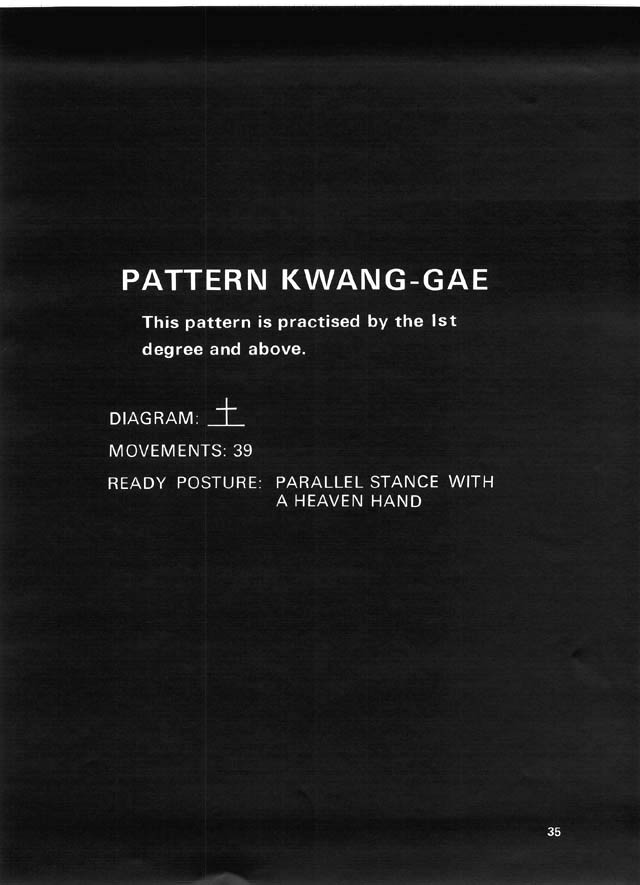 PATTERN KWANG-GAE
This pattern is practised by the Ist
degree and above.
DIAGRAM: 士
MOVEMENTS: 39
READY POSTURE: PARALLEL STANCE WITH
A HEAVEN HAND
35